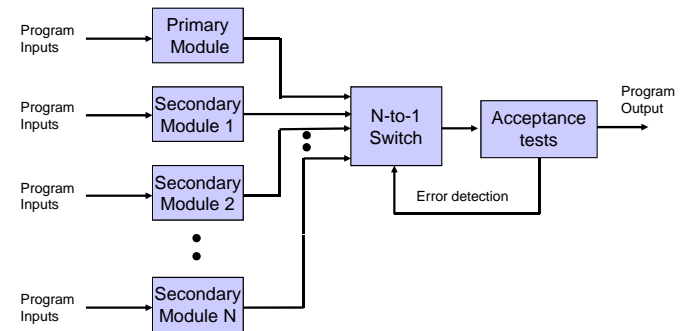 Program
Inputs
Primary
Module
Program
Inputs
Secondary
Module 1
N-to-1
Switch
Acceptance
tests
Program
Output
Program
Inputs
Secondary
Module 2
Error detection
Program
Inputs
Secondary
Module N